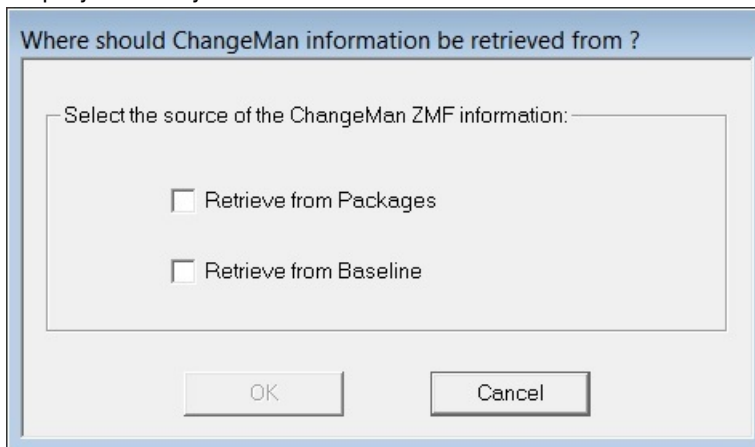 Where should ChangeMan information be retrieved from ?
Select the source of the ChangeMan ZMF information:
Retrieve from Packages
Retrieve from Baseline
OK
Cancel